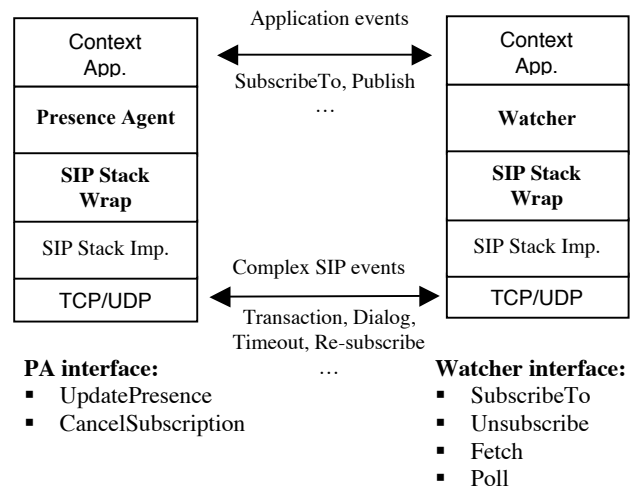 Context
App.
Presence Agent
SIP Stack
Wrap
SIP Stack Imp.
TCP/UDP
Application events
SubscribeTo, Publish
…
Complex SIP events
Transaction, Dialog,
Timeout, Re-subscribe
…
Context
App.
Watcher
SIP Stack
Wrap
SIP Stack Imp.
TCP/UDP
PA interface:
▪ UpdatePresence
▪ CancelSubscription
Watcher interface:
▪ SubscribeTo
▪ Unsubscribe
▪ Fetch
▪ Poll